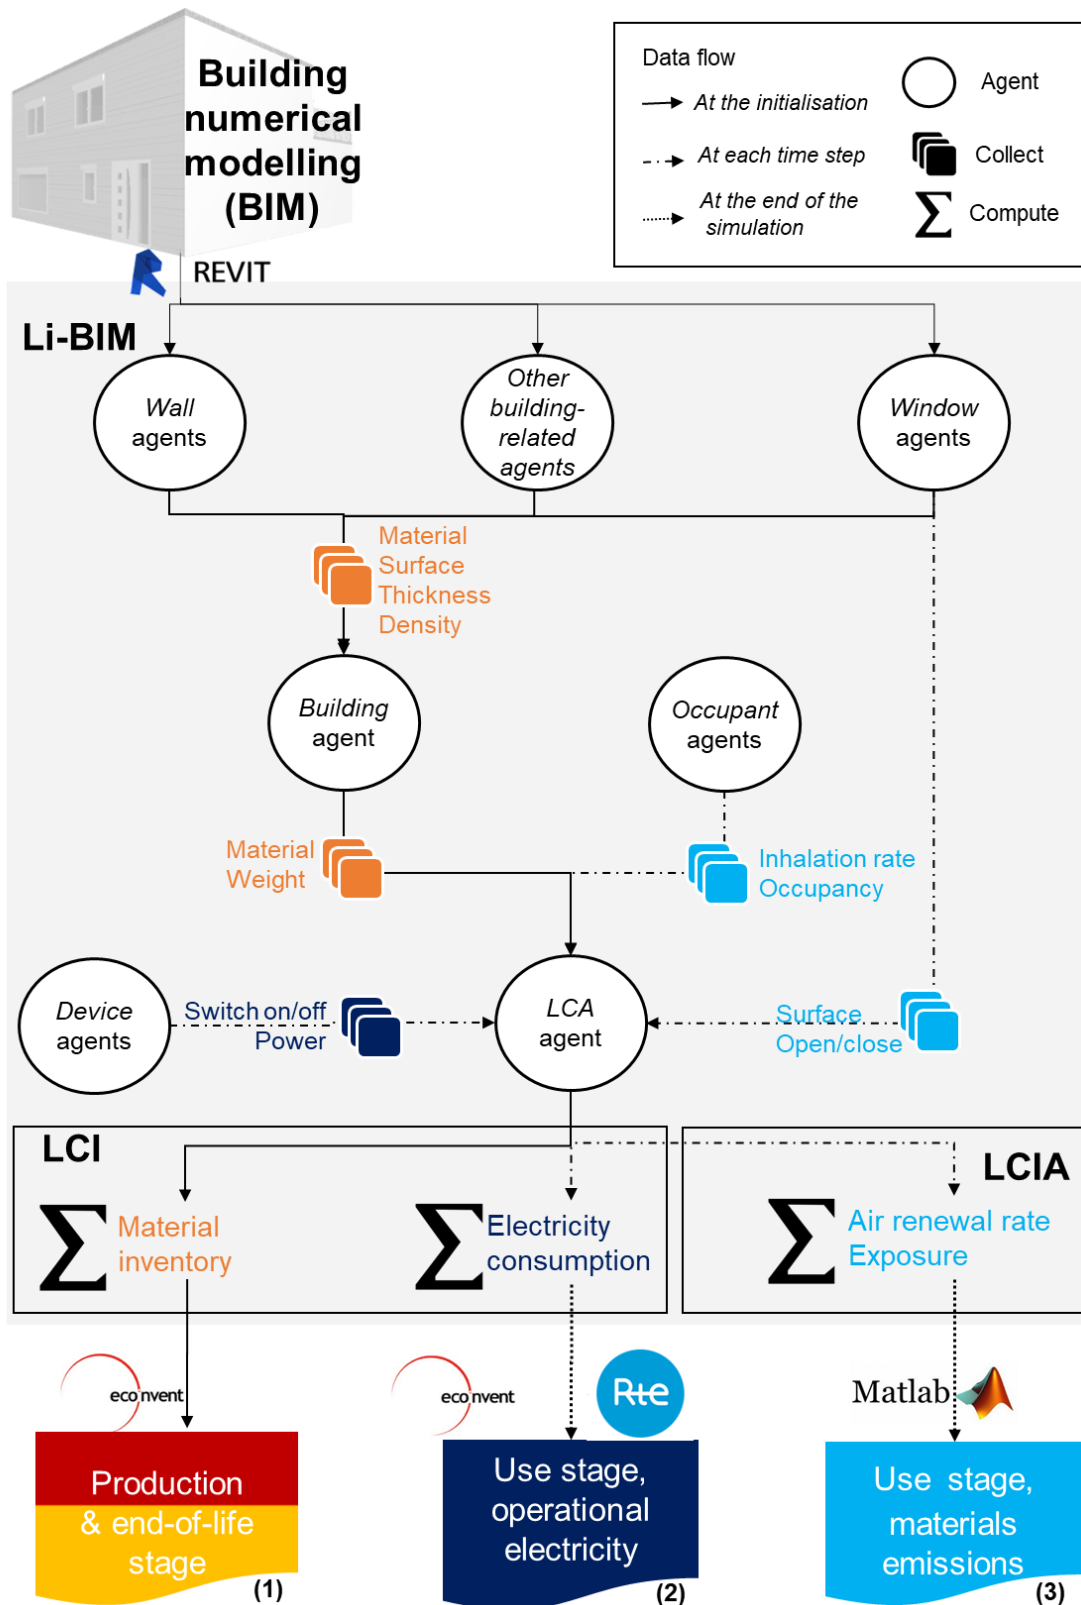 Building
numerical
modelling
(BIM)
REVIT
Data flow
At the initialisation
At each time step
At the end of the
simulation
Agent
Collect
Compute
Li-BIM
Wall
agents
Other
building-
related
agents
Window
agents
Material
Surface
Thickness
Density
Building
agent
Occupant
agents
Material
Weight
Inhalation rate
Occupancy
Device
agents
Switch on/off
Power
LCA
agent
Surface
Open/close
LCI
LCIA
Σ Material
inventory
Σ Electricity
consumption
Σ Air renewal rate
Exposure
ecoinvent
ecoinvent
Rte
Matlab
Production
& end-of-life
stage
(1)
Use stage,
operational
electricity
(2)
Use stage,
materials
emissions
(3)